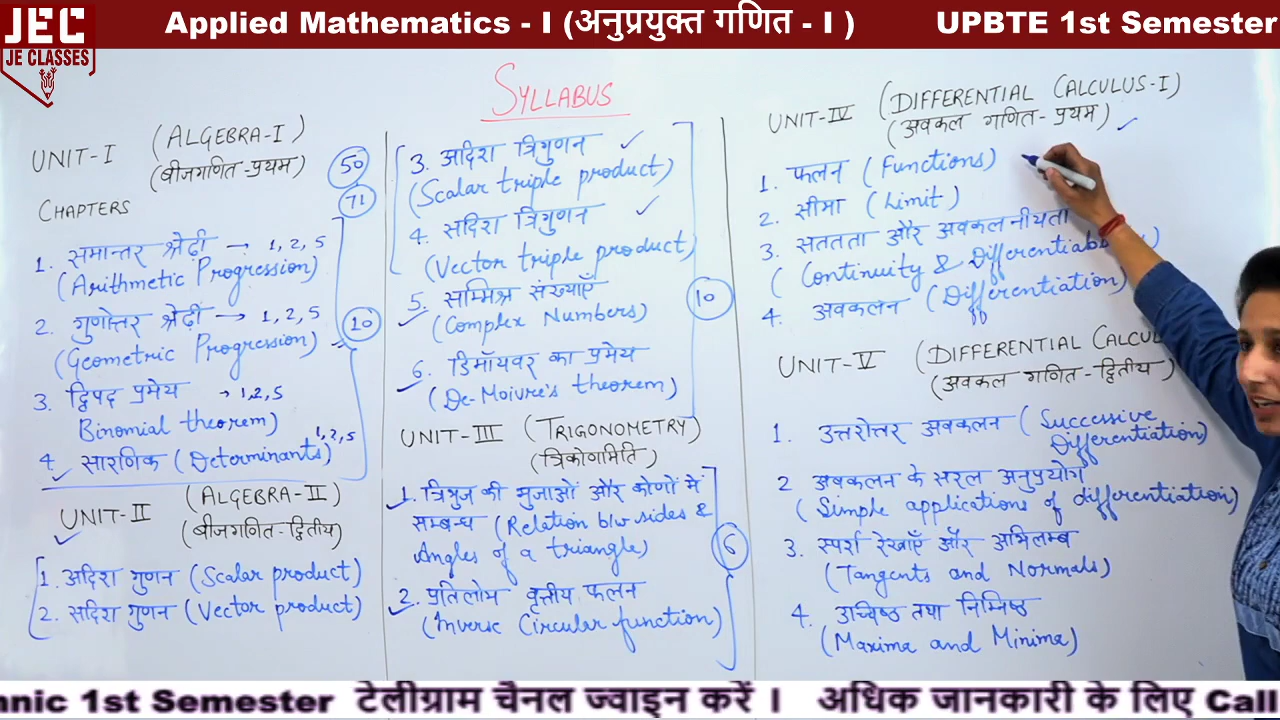 JEC
JE CLASSES
Applied Mathematics - I (अनुप्रयुक्त गणित - I )
UPBTE 1st Semester
SYLLABUS
UNIT-I (ALGEBRA-I)
(बीजगणित-प्रथम)
50
71
CHAPTERS
1. समान्तर श्रेढ़ी → 1, 2, 5
(Arithmetic Progression)
2. गुणोत्तर श्रेढ़ी → 1, 2, 5
(Geometric Progression)
10
3. द्विपद प्रमेय → 1,2,5
Binomial theorem)
4. सारणिक (Determinants) 1,2,5
UNIT-II (ALGEBRA-II)
(बीजगणित-द्वितीय)
1. अदिश गुणन (Scalar product)
2. सदिश गुणन (Vector product)
3. अदिश त्रिगुणन
(Scalar triple product)
4. सदिश त्रिगुणन
(Vector triple product)
5. सम्मिश्र संख्याएँ
(Complex Numbers)
10
6. डिमॉयवर का प्रमेय
(De-Moivre's theorem)
UNIT-III (TRIGONOMETRY)
(त्रिकोणमिति)
1. त्रिभुज की भुजाओं और कोणों में
सम्बन्ध (Relation b/w sides &
Angles of a triangle)
6
2. प्रतिलोम वृत्तीय फलन
(Inverse Circular function)
UNIT-IV (DIFFERENTIAL CALCULUS-I)
(अवकल गणित-प्रथम)
1. फलन (Functions)
2. सीमा (Limit)
3. सततता और अवकलनीयता
(Continuity &
4. अवकलन (Differentiation)
UNIT-V (DIFFERENTIAL
(अवकल गणित-द्वितीय)
1. उत्तरोत्तर अवकलन (Successive
Differentiation)
2 अवकलन के सरल अनुप्रयोग
(Simple applications of differentiation)
3. स्पर्श रेखाएँ और अभिलम्ब
(Tangents and Normals)
4. उच्चिष्ठ तथा निम्निष्ठ
(Maxima and Minima)
hnic 1st Semester टेलीग्राम चैनल ज्वाइन करें । अधिक जानकारी के लिए Call